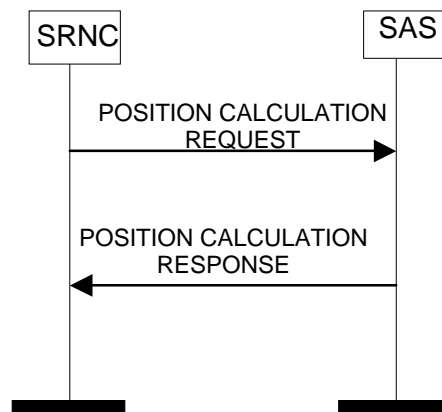 SRNC
SAS
POSITION CALCULATION
REQUEST
POSITION CALCULATION
RESPONSE